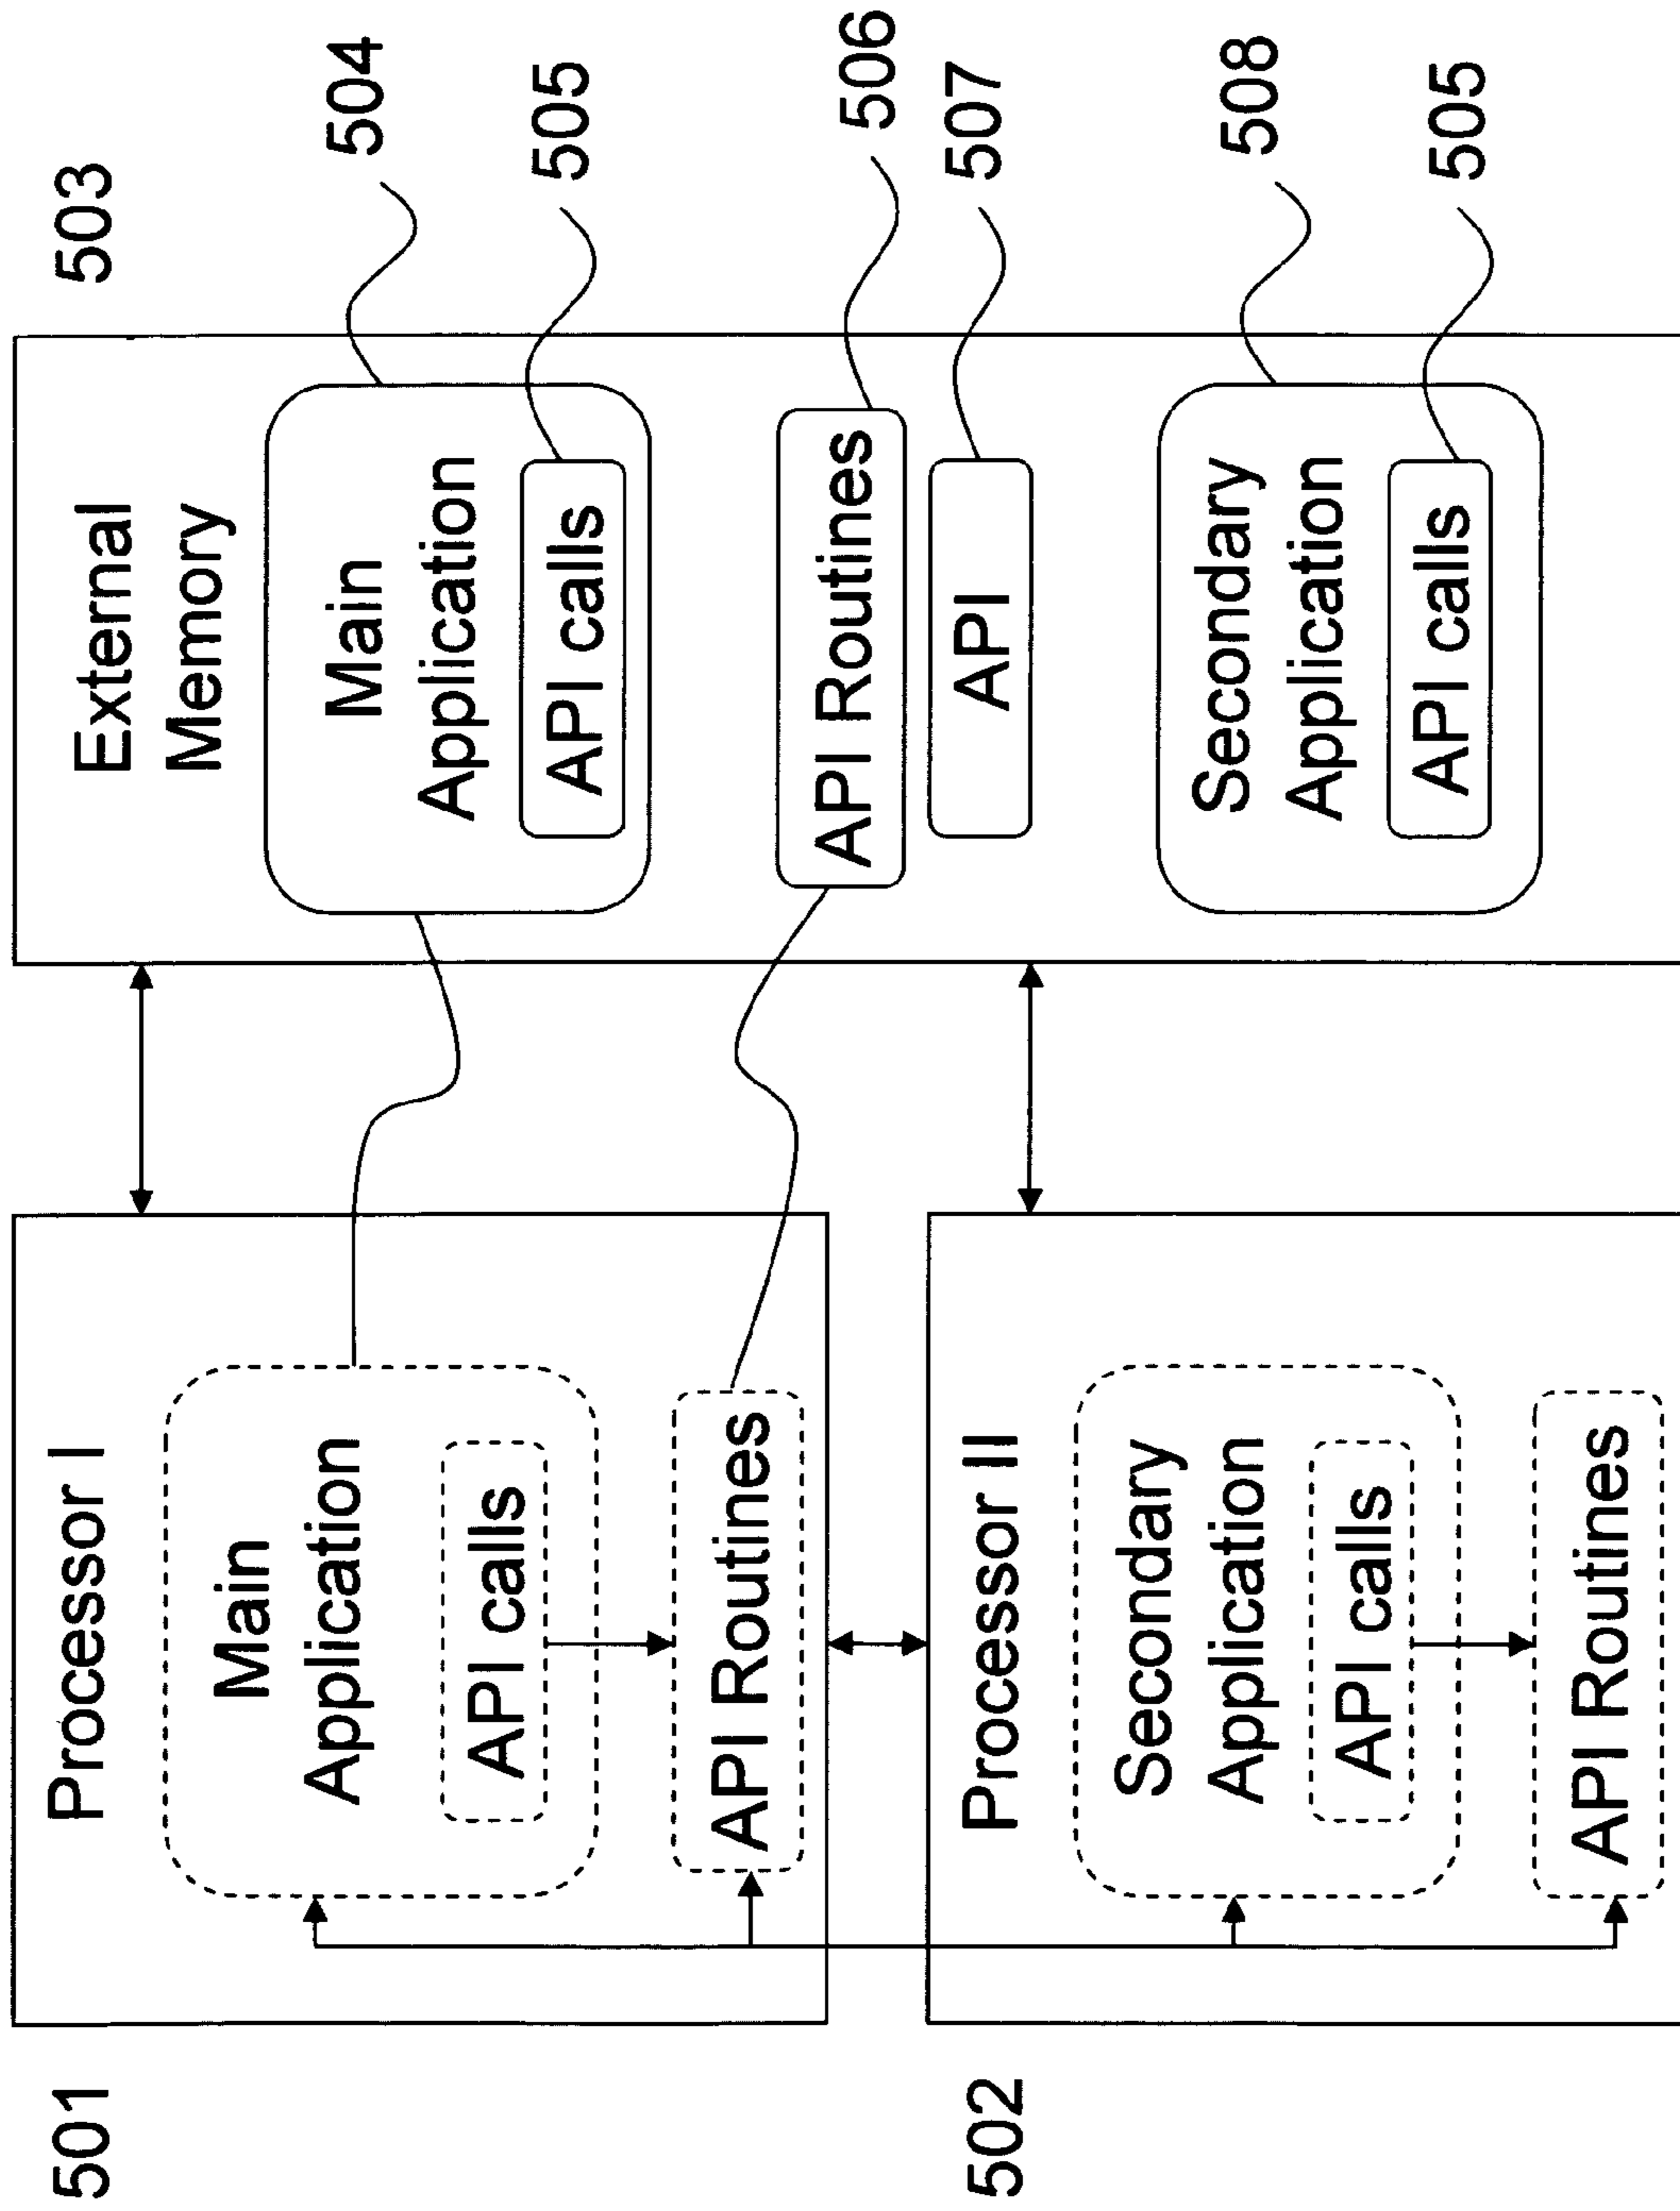 501
Processor I
Main
Application
API calls
API Routines
502
Processor II
Secondary
Application
API calls
API Routines
503
External
Memory
Main
Application
API calls
API Routines
API
Secondary
Application
API calls
504
505
506
507
508
505